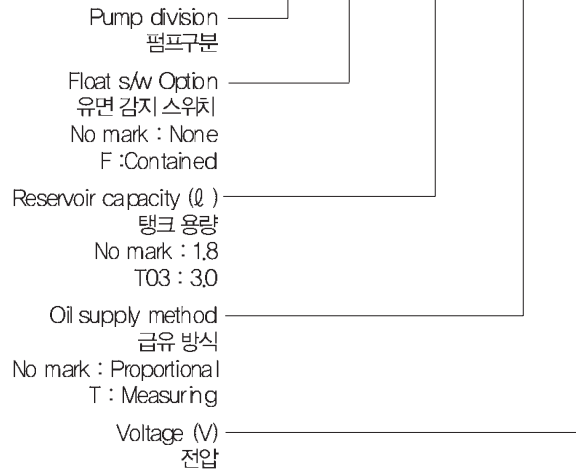 Pump division
펌프구분
Float s/w Option
유면 감지 스위치
No mark : None
F :Contained
Reservoir capacity (ℓ )
탱크 용량
No mark : 1.8
T03 : 3.0
Oil supply method
급유 방식
No mark : Proportional
T : Measuring
Voltage (V)
전압